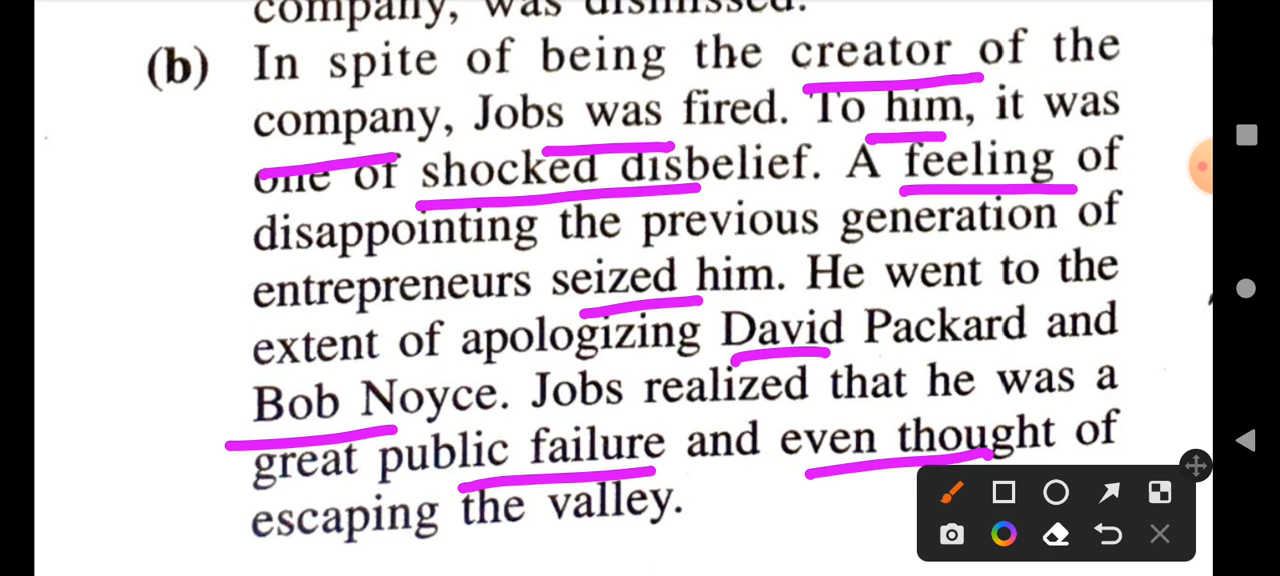 company, was dismissed.
(b) In spite of being the creator of the
company, Jobs was fired. To him, it was
one of shocked disbelief. A feeling of
disappointing the previous generation of
entrepreneurs seized him. He went to the
extent of apologizing David Packard and
Bob Noyce. Jobs realized that he was a
great public failure and even thought of
escaping the valley.